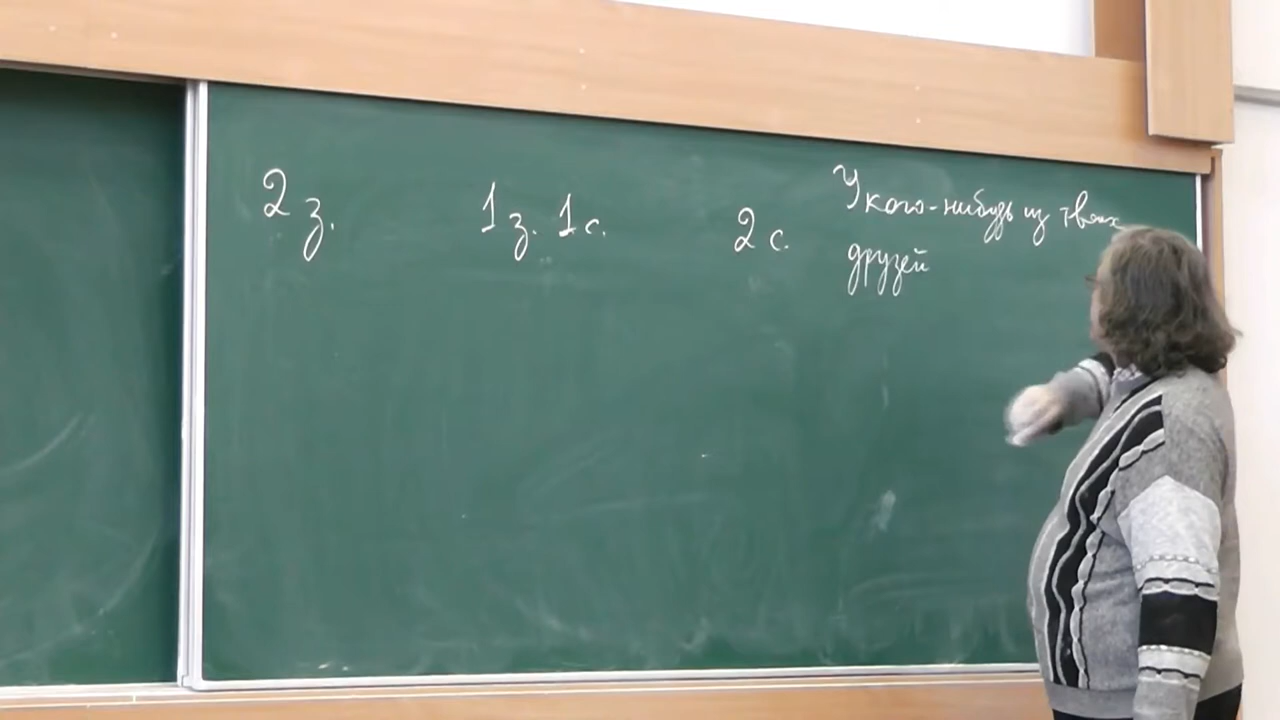 2 з. 1 з. 1 с. 2 с. У кого-нибудь из твоих
друзей